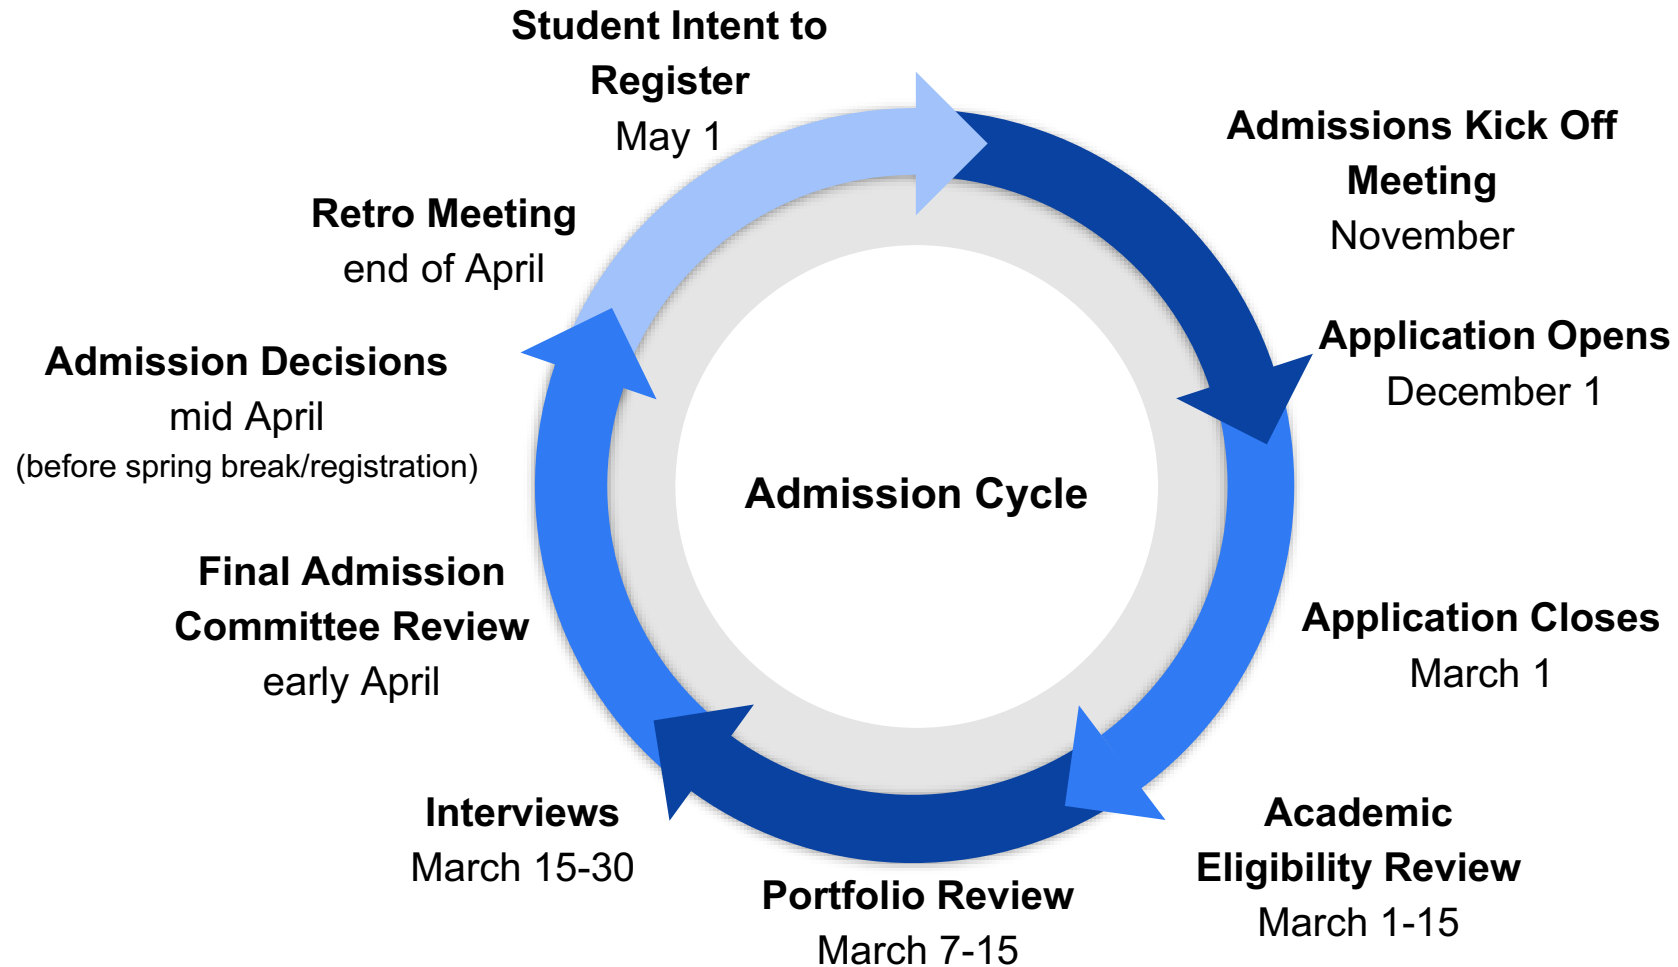 Student Intent to
Register
May 1
Admissions Kick Off
Meeting
November
Application Opens
December 1
Application Closes
March 1
Academic
Eligibility Review
March 1-15
Portfolio Review
March 7-15
Interviews
March 15-30
Final Admission
Committee Review
early April
Admission Decisions
mid April
(before spring break/registration)
Retro Meeting
end of April
Admission Cycle